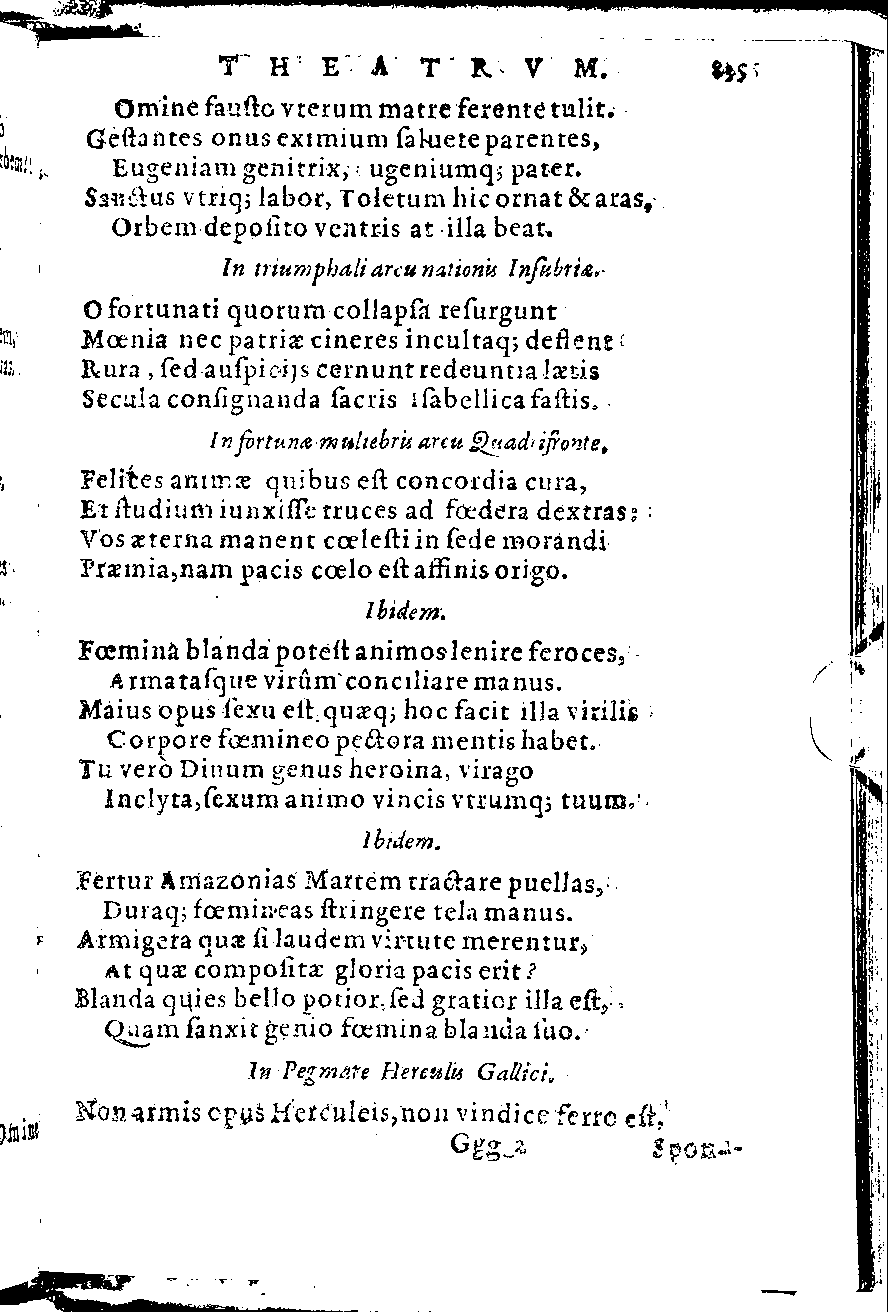 THEATRVM.
Omine fausto vterum matre ferente tulit.
Gestantes onus eximium saluete parentes,
Eugeniam genitrix, ugeniumq; pater.
Sanctus vtriq; labor, Toletum hic ornat & aras,
Orbem deposito ventris at illa beat.
In triumphali arcu nationis Insubriæ.
O fortunati quorum collapsa resurgunt
Mœnia nec patriæ cineres incultaq; deflent
Rura, sed auspicijs cernunt redeuntia lætis
Secula consignanda sacris Isabellica fastis.
In fortunæ muliebris arcu Quadrifronte.
Felites animæ quibus est concordia cura,
Et studium iunxisse truces ad fœdera dextras;
Vos æterna manent cœlesti in sede morandi
Præmia, nam pacis cœlo est affinis origo.
Ibidem.
Fœmina blanda potest animos lenire feroces,
Armatasque virûm conciliare manus.
Maius opus sexu est, quæq; hoc facit illa virilis
Corpore fœmineo pectora mentis habet.
Tu verò Diuum genus heroina, virago
Inclyta, sexum animo vincis vtrumq; tuum.
Ibidem.
Fertur Amazonias Martem tractare puellas,
Duraq; fœmineas stringere tela manus.
Armigera quæ si laudem virtute merentur,
At quæ compositæ gloria pacis erit?
Blanda quies bello potior, sed gratior illa est,
Quam sanxit genio fœmina blanda suo.
In Pegmate Herculis Gallici.
Non armis opus Herculeis, non vindice ferro est,
Ggg 2 Spon-